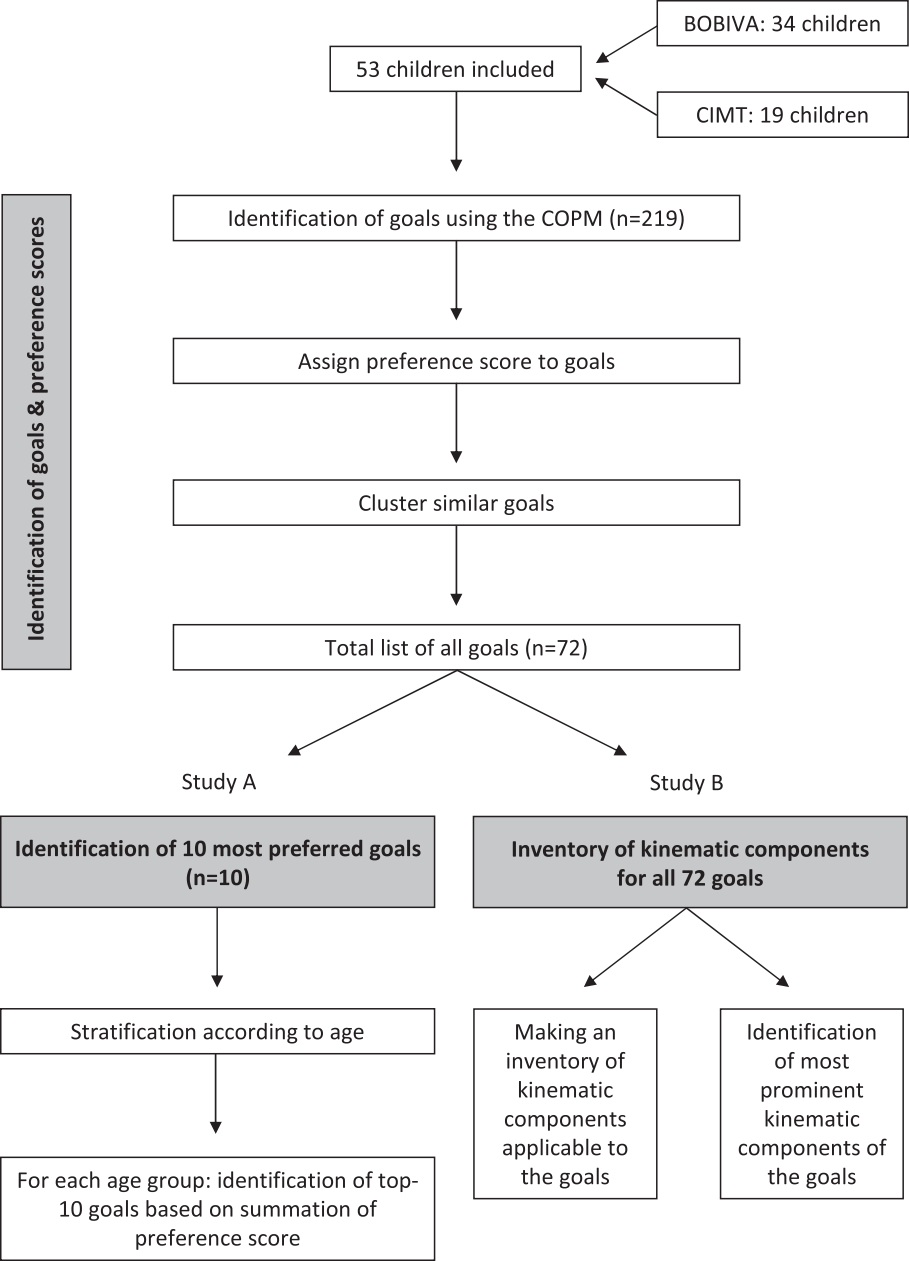 BOBIVA: 34 children
53 children included
CIMT: 19 children
Identification of goals & preference scores
Identification of goals using the COPM (n=219)
Assign preference score to goals
Cluster similar goals
Total list of all goals (n=72)
Study A
Identification of 10 most preferred goals
(n=10)
Stratification according to age
For each age group: identification of top-
10 goals based on summation of
preference score
Study B
Inventory of kinematic components
for all 72 goals
Making an
inventory of
kinematic
components
applicable to
the goals
Identification
of most
prominent
kinematic
components of
the goals